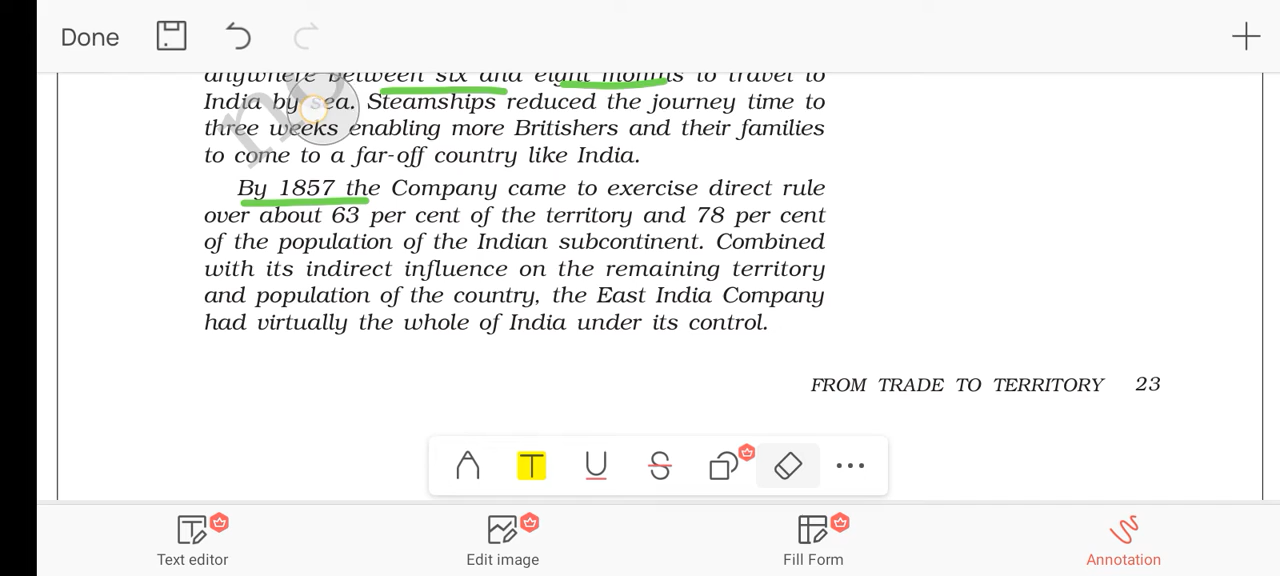 Done
anywhere between six and eight months to travel to
India by sea. Steamships reduced the journey time to
three weeks enabling more Britishers and their families
to come to a far-off country like India.
By 1857 the Company came to exercise direct rule
over about 63 per cent of the territory and 78 per cent
of the population of the Indian subcontinent. Combined
with its indirect influence on the remaining territory
and population of the country, the East India Company
had virtually the whole of India under its control.
FROM TRADE TO TERRITORY 23
Text editor
Edit image
Fill Form
Annotation